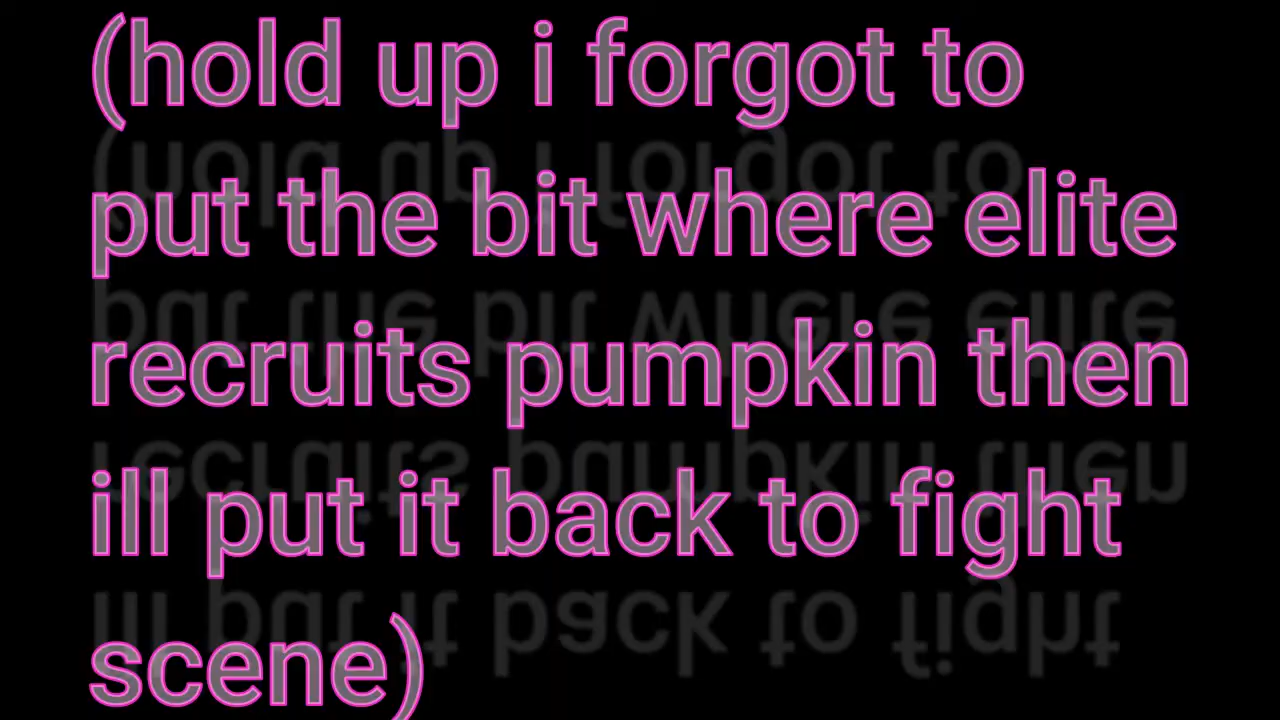 (hold up i forgot to
put the bit where elite
recruits pumpkin then
ill put it back to fight
scene)